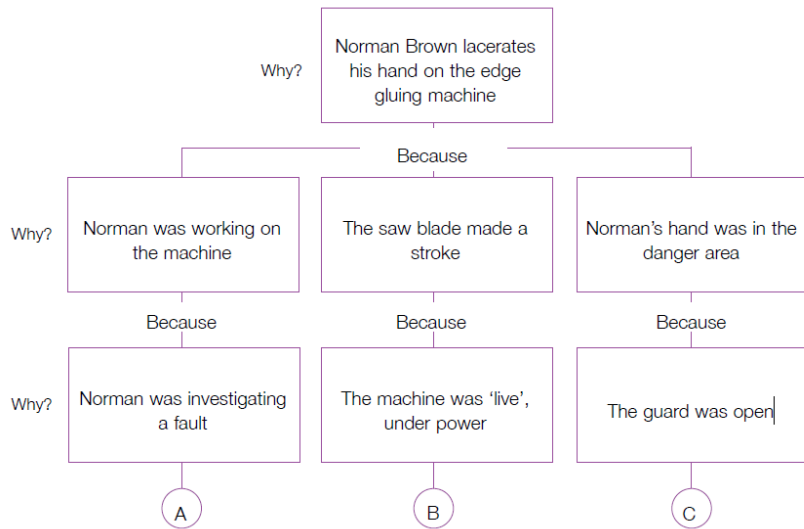 Norman Brown lacerates
his hand on the edge
gluing machine
Why?
Because
Why?
Norman was working on
the machine
The saw blade made a
stroke
Norman’s hand was in the
danger area
Because
Because
Because
Why?
Norman was investigating
a fault
The machine was ‘live’,
under power
The guard was open
A
B
C